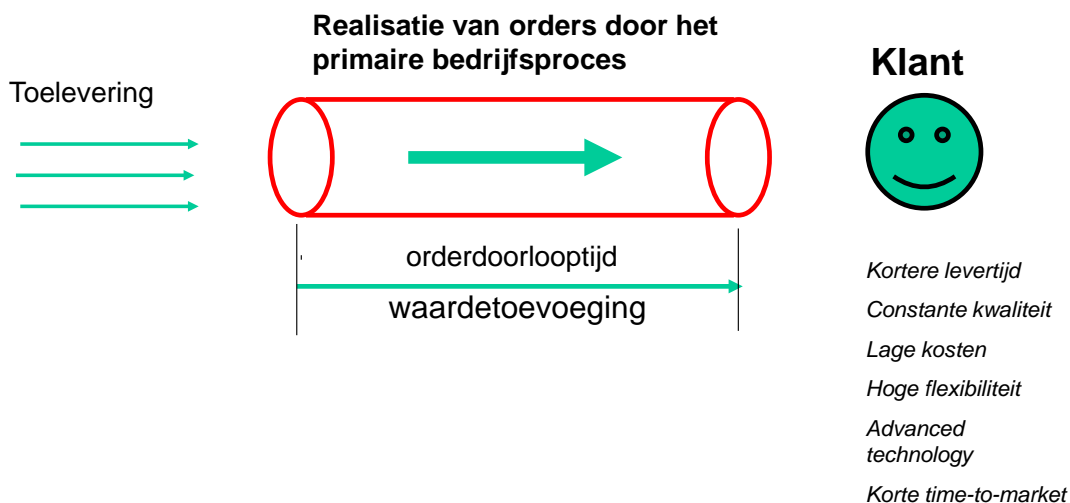 Realisatie van orders door het
primaire bedrijfsproces
Klant
Toelevering
orderdoorlooptijd
waardetoevoeging
Kortere levertijd
Constante kwaliteit
Lage kosten
Hoge flexibiliteit
Advanced
technology
Korte time-to-market